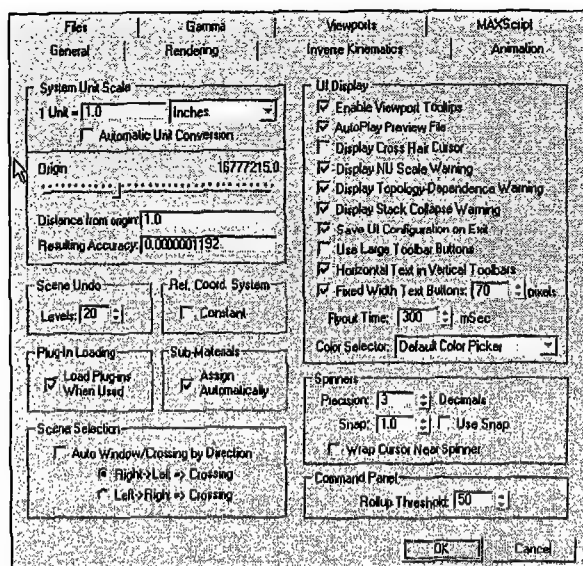 Files Gamma Viewports MAXScript
General Rendering Inverse Kinematics Animation
System Unit Scale
1 Unit = 1.0 Inches
Automatic Unit Conversion
Origin 16777215.0
Distance from origin: 1.0
Resulting Accuracy: 0.0000001192
Scene Undo
Levels: 20
Ref. Coord. System
Constant
Plug-In Loading
Load Plug-ins When Used
Sub-Materials
Assign Automatically
Scene Selection
Auto Window/Crossing by Direction
Right->Left => Crossing
Left->Right => Crossing
UI Display
Enable Viewport Tooltips
AutoPlay Preview File
Display Cross Hair Cursor
Display NU Scale Warning
Display Topology-Dependence Warning
Display Stack Collapse Warning
Save UI Configuration on Exit
Use Large Toolbar Buttons
Horizontal Text in Vertical Toolbars
Fixed Width Text Buttons: 70 pixels
Flyout Time: 300 mSec
Color Selector: Default Color Picker
Spinners
Precision: 3 Decimals
Snap: 1.0 Use Snap
Wrap Cursor Near Spinner
Command Panel
Rollup Threshold: 50
OK Cancel